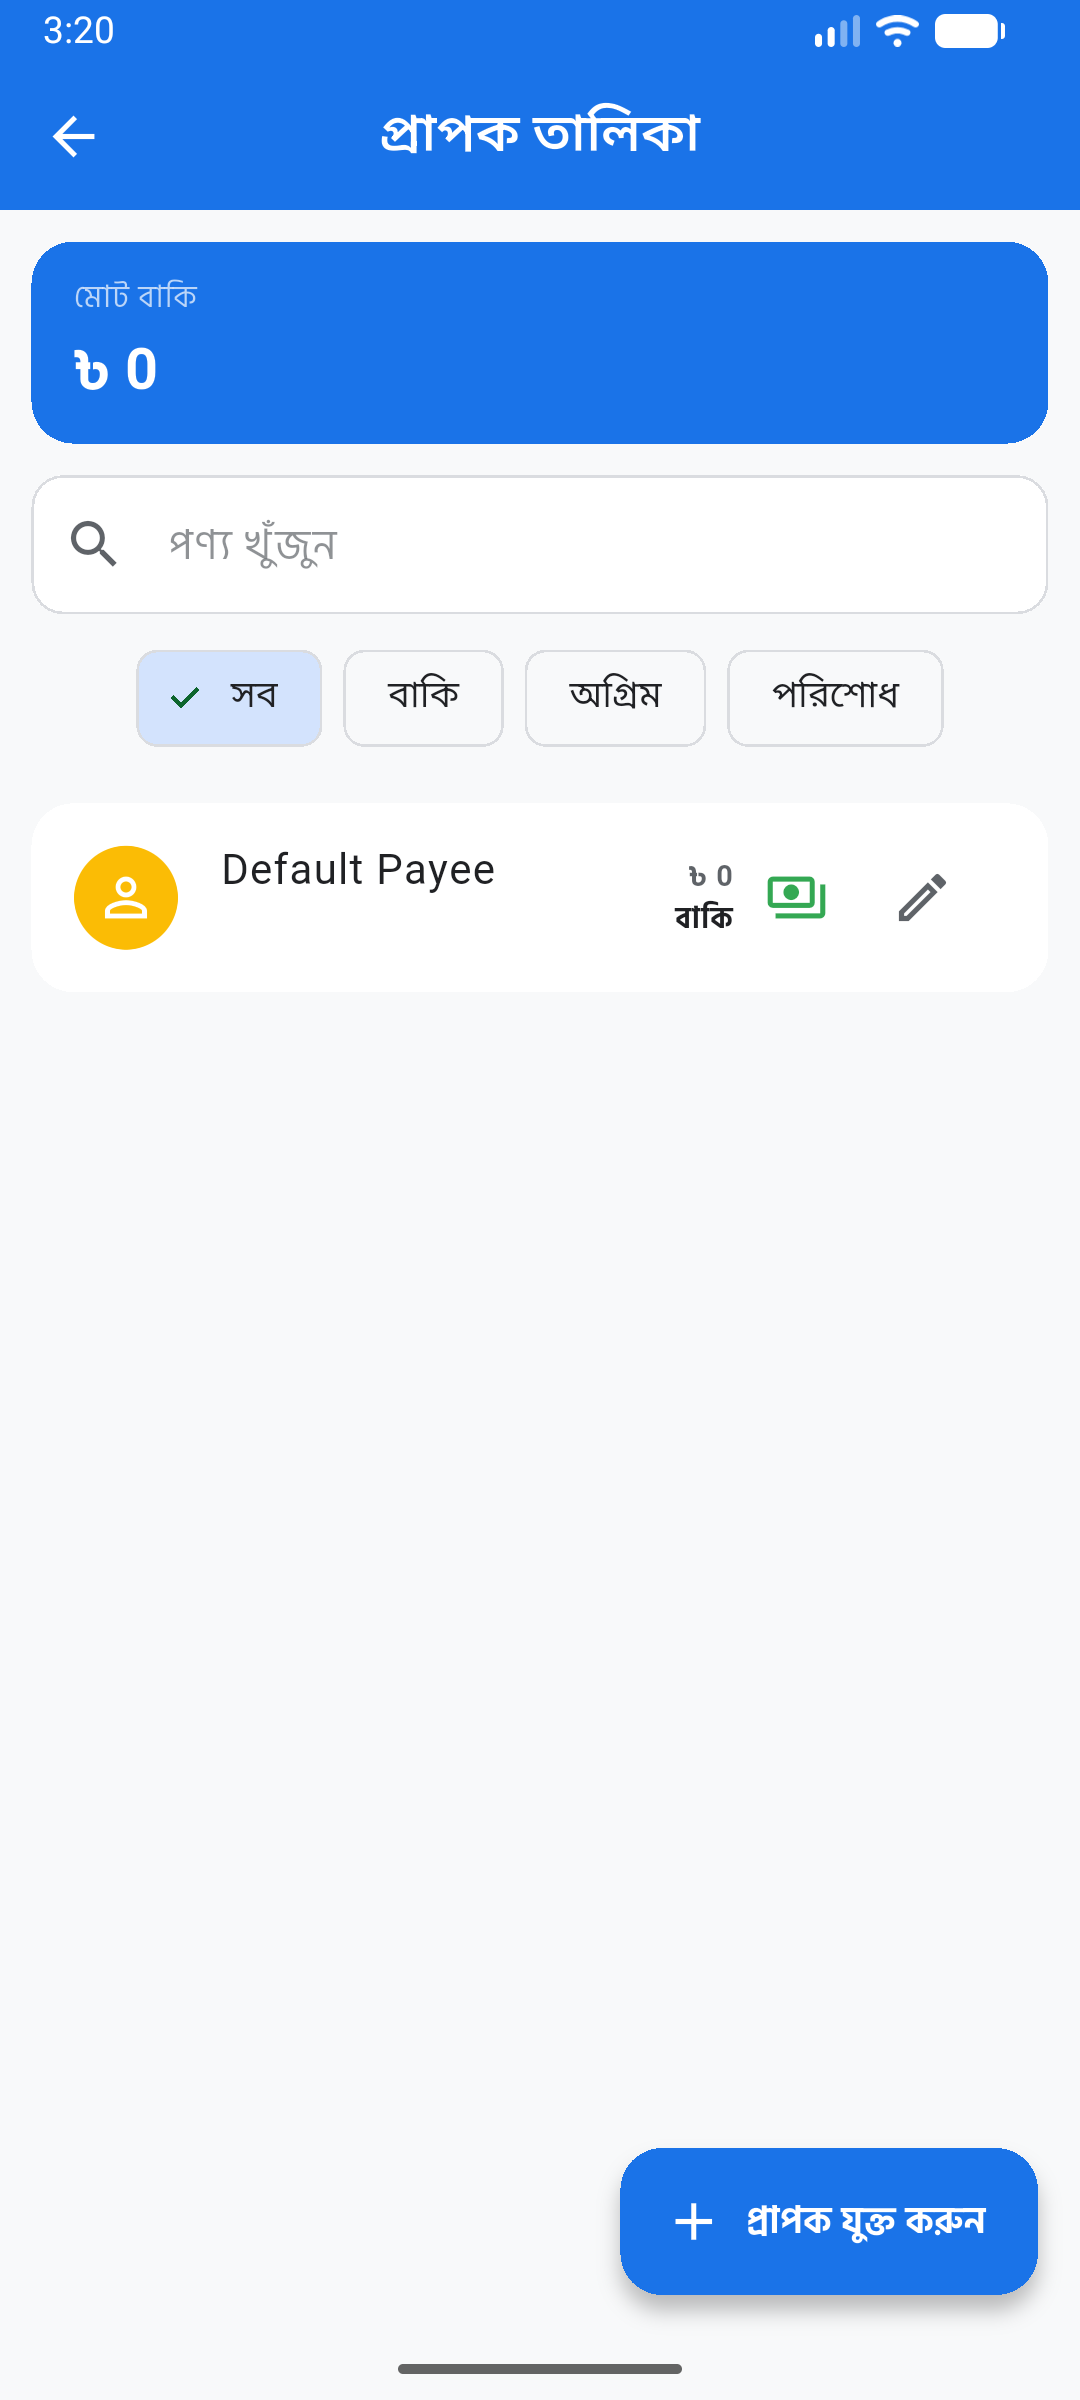 3:20
প্রাপক তালিকা
মোট বাকি
৳ 0
পণ্য খুঁজুন
সব
বাকি
অগ্রিম
পরিশোধ
Default Payee
৳ 0
বাকি
প্রাপক যুক্ত করুন